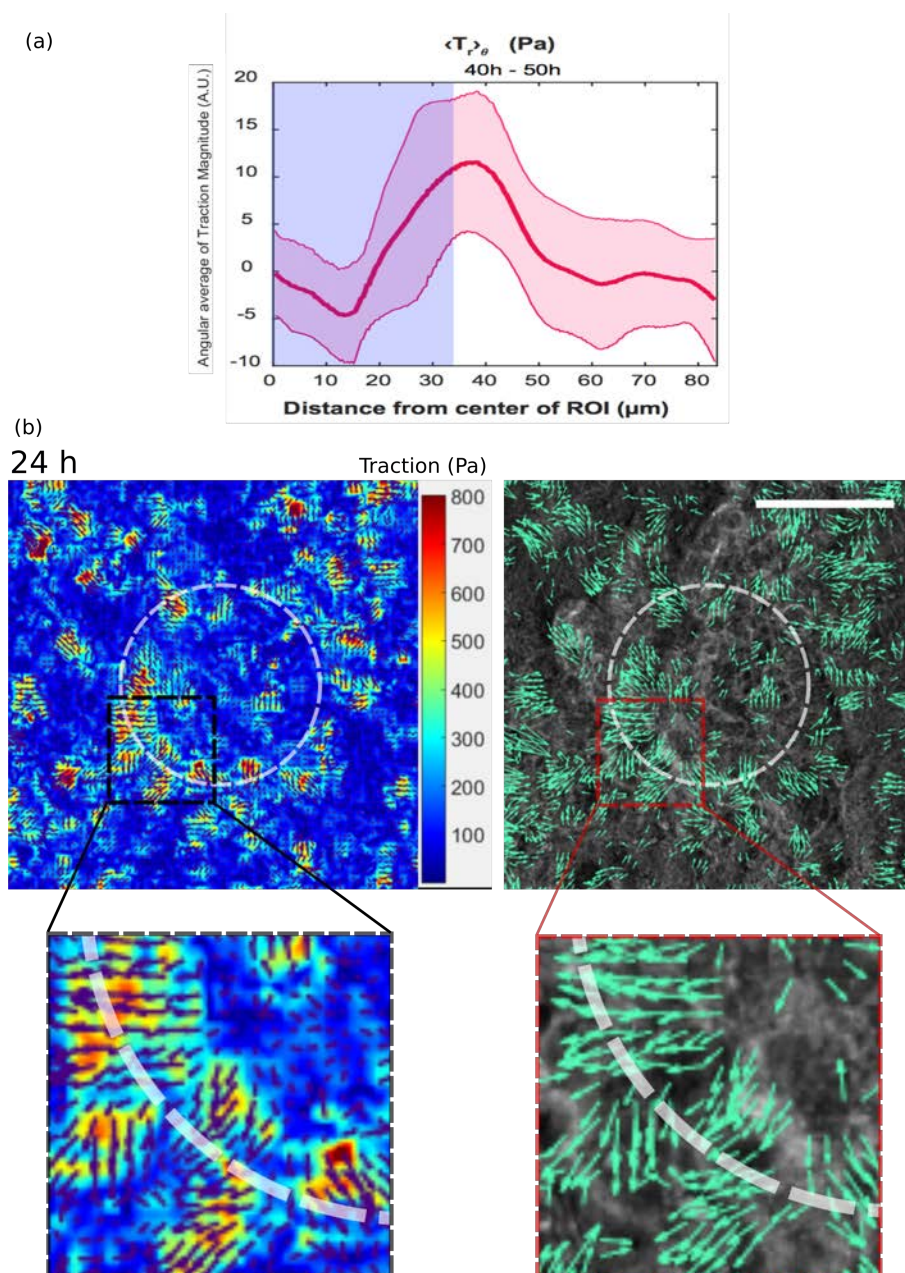 (a)
‹Tr›θ (Pa)
40h - 50h
Angular average of Traction Magnitude (A.U.)
20
15
10
5
0
-5
-10
0 10 20 30 40 50 60 70 80
Distance from center of ROI (µm)
(b)
24 h
Traction (Pa)
800
700
600
500
400
300
200
100